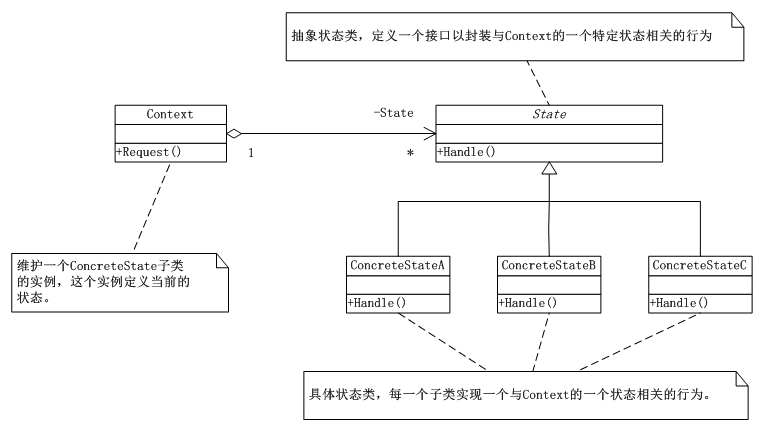 抽象状态类，定义一个接口以封装与Context的一个特定状态相关的行为
Context
+Request()
-State
1
*
State
+Handle()
维护一个ConcreteState子类
的实例，这个实例定义当前的
状态。
ConcreteStateA
+Handle()
ConcreteStateB
+Handle()
ConcreteStateC
+Handle()
具体状态类，每一个子类实现一个与Context的一个状态相关的行为。